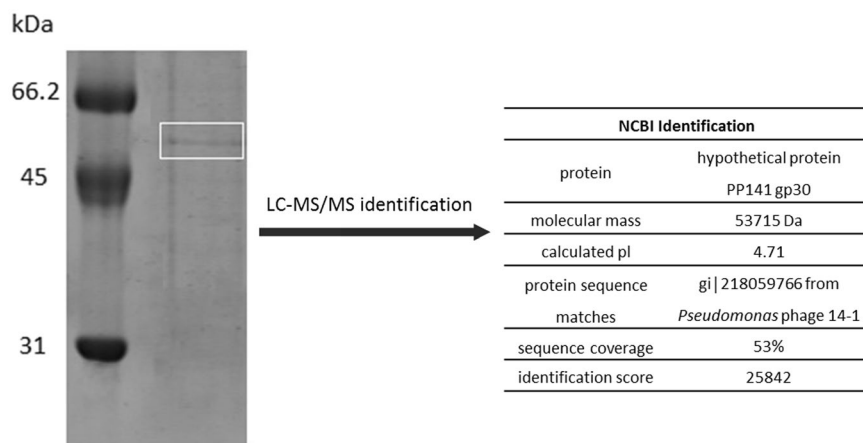 kDa
66.2
45
31
LC-MS/MS identification
NCBI Identification
protein
hypothetical protein
PP141 gp30
molecular mass
53715 Da
calculated pI
4.71
protein sequence
matches
gi|218059766 from
Pseudomonas phage 14-1
sequence coverage
53%
identification score
25842